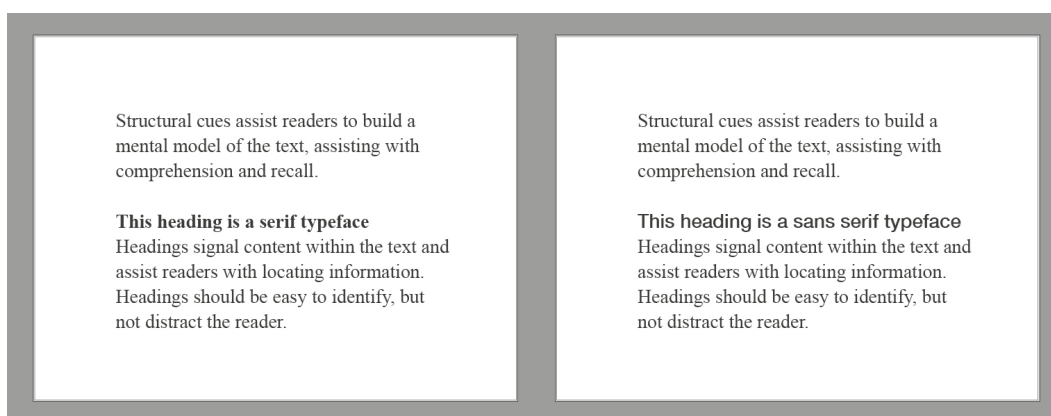 Structural cues assist readers to build a
mental model of the text, assisting with
comprehension and recall.
This heading is a serif typeface
Headings signal content within the text and
assist readers with locating information.
Headings should be easy to identify, but
not distract the reader.
Structural cues assist readers to build a
mental model of the text, assisting with
comprehension and recall.
This heading is a sans serif typeface
Headings signal content within the text and
assist readers with locating information.
Headings should be easy to identify, but
not distract the reader.